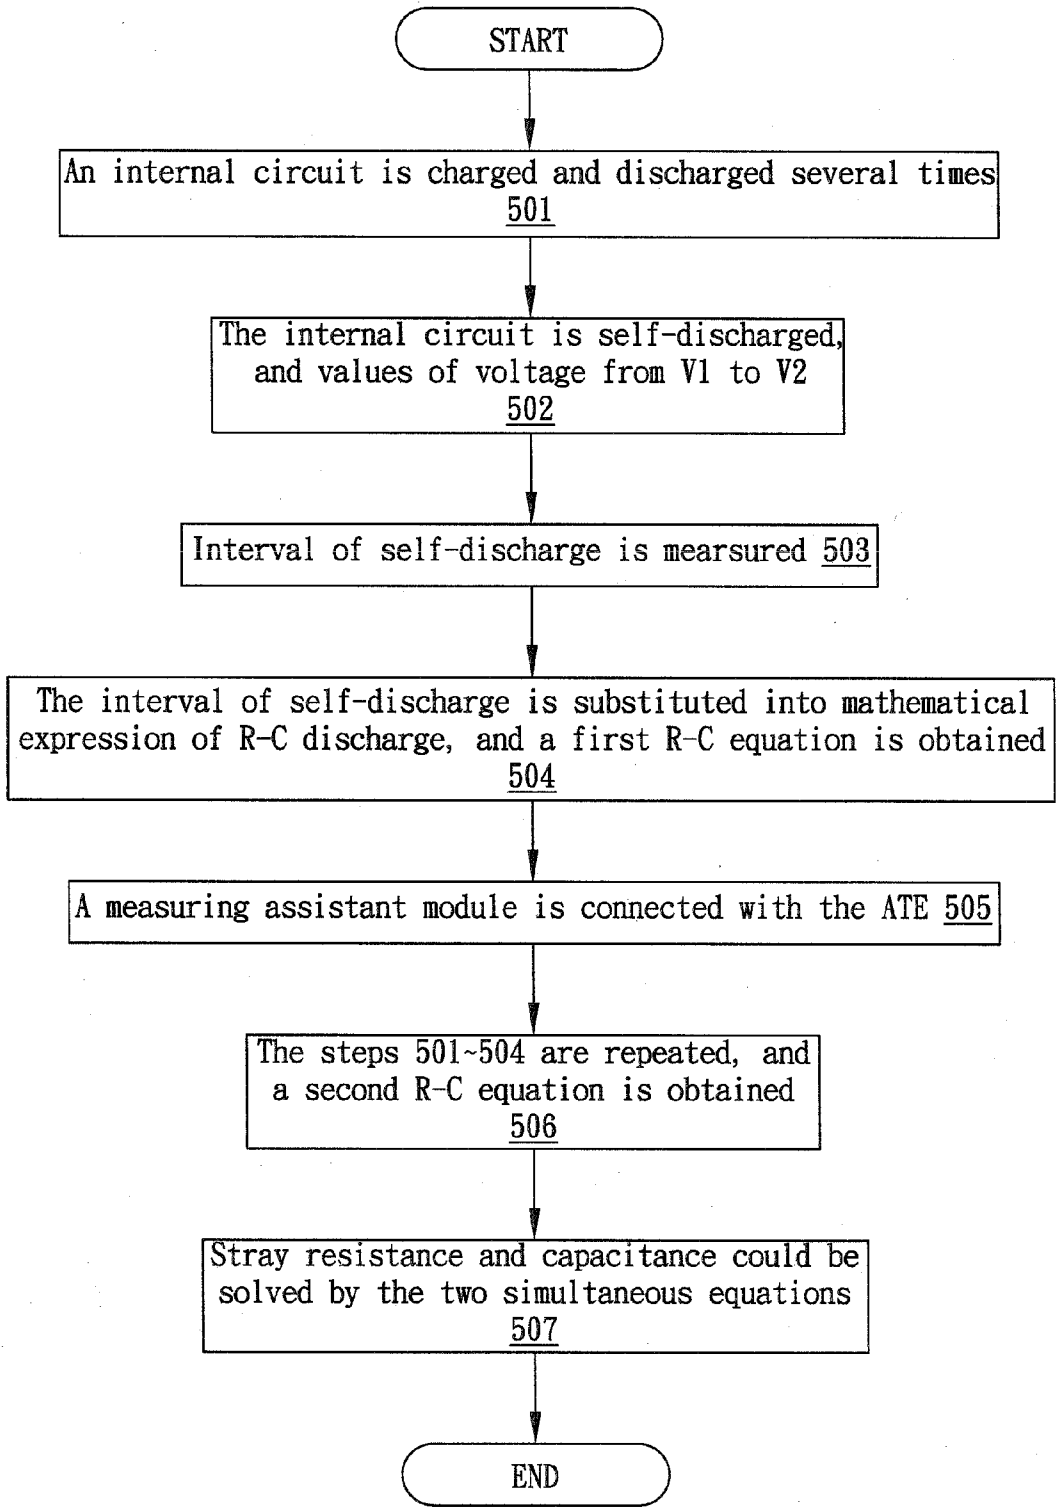 START
An internal circuit is charged and discharged several times
501
The internal circuit is self-discharged,
and values of voltage from V1 to V2
502
Interval of self-discharge is mearsured 503
The interval of self-discharge is substituted into mathematical
expression of R-C discharge, and a first R-C equation is obtained
504
A measuring assistant module is connected with the ATE 505
The steps 501~504 are repeated, and
a second R-C equation is obtained
506
Stray resistance and capacitance could be
solved by the two simultaneous equations
507
END